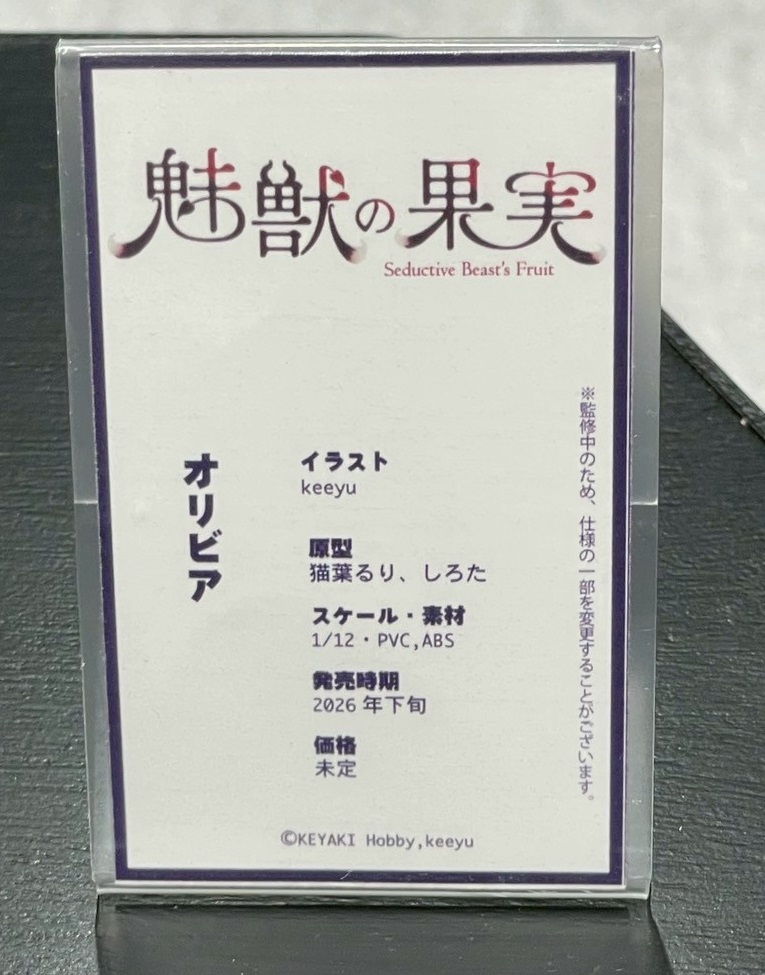 魅獣の果実
Seductive Beast's Fruit
※監修中のため、仕様の一部を変更することがございます。
オリビア
イラスト
keeyu
原型
猫葉るり、しろた
スケール・素材
1/12・PVC,ABS
発売時期
2026年下旬
価格
未定
©KEYAKI Hobby,keeyu